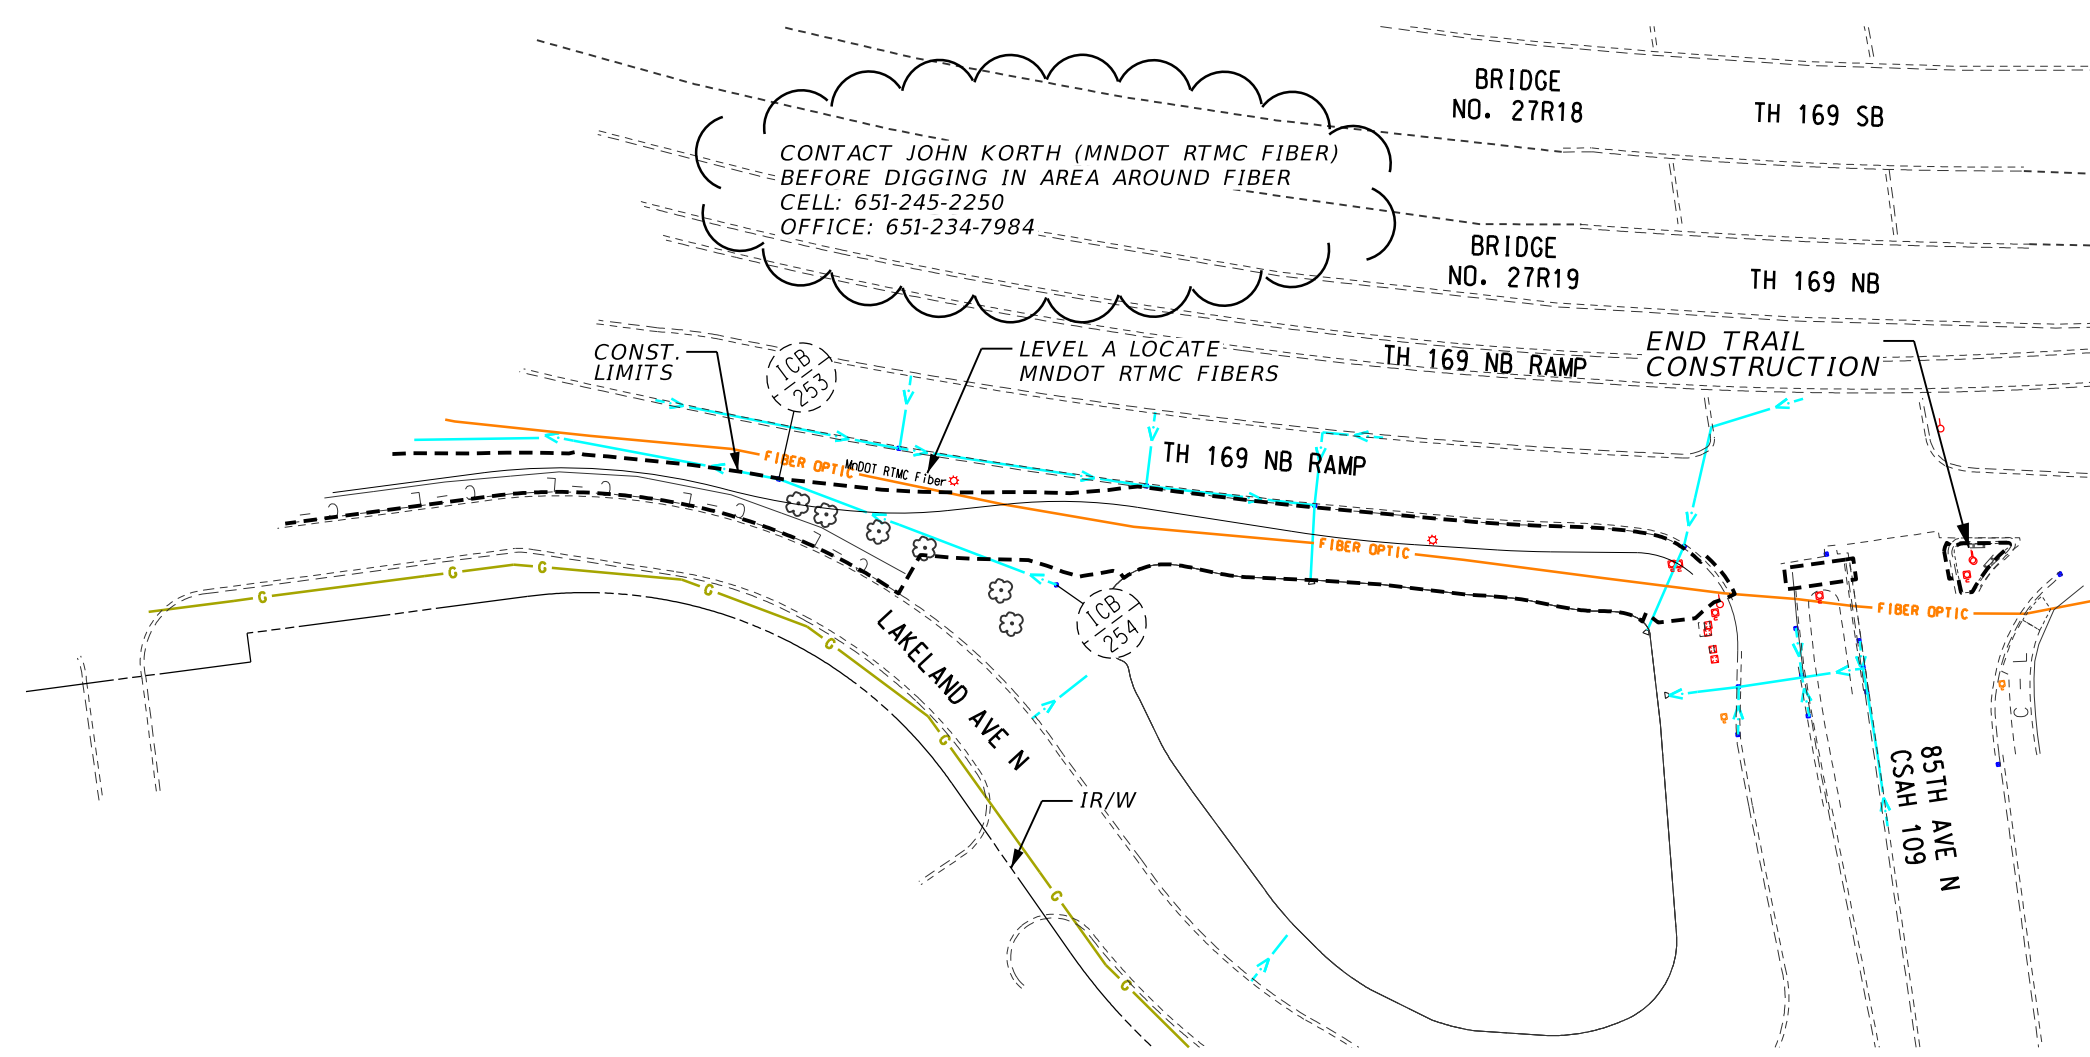 BRIDGE
NO. 27R18
TH 169 SB
CONTACT JOHN KORTH (MNDOT RTMC FIBER)
BEFORE DIGGING IN AREA AROUND FIBER
CELL: 651-245-2250
OFFICE: 651-234-7984
BRIDGE
NO. 27R19
TH 169 NB
CONST.
LIMITS
ICB
253
LEVEL A LOCATE
MNDOT RTMC FIBERS
TH 169 NB RAMP
END TRAIL
CONSTRUCTION
TH 169 NB RAMP
FIBER OPTIC
MnDOT RTMC Fiber
FIBER OPTIC
FIBER OPTIC
G
G
G
G
G
G
G
G
ICB
254
LAKELAND AVE N
IR/W
85TH AVE N
CSAH 109
C